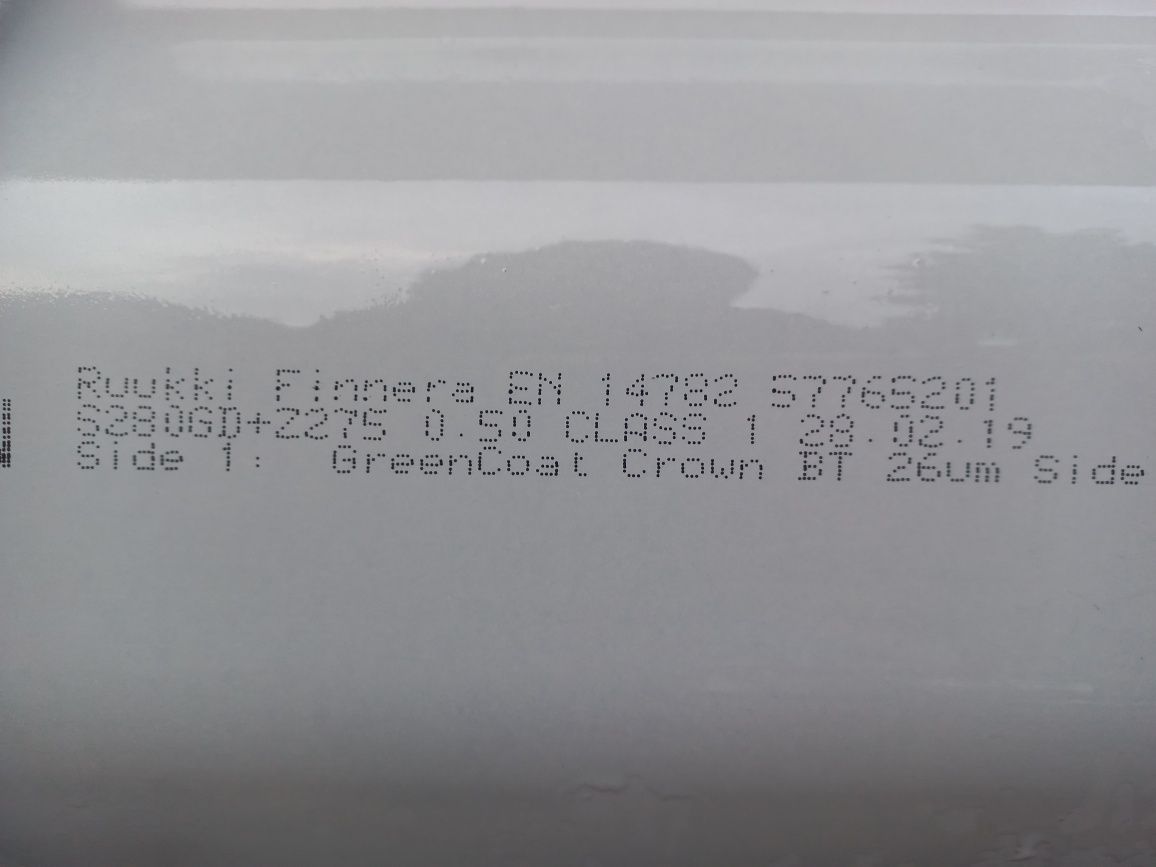 Ruukki Finnera EN 14782 S7765201
S280GD+Z275 0.50 CLASS 1 28.02.19
Side 1: GreenCoat Crown BT 26um Side